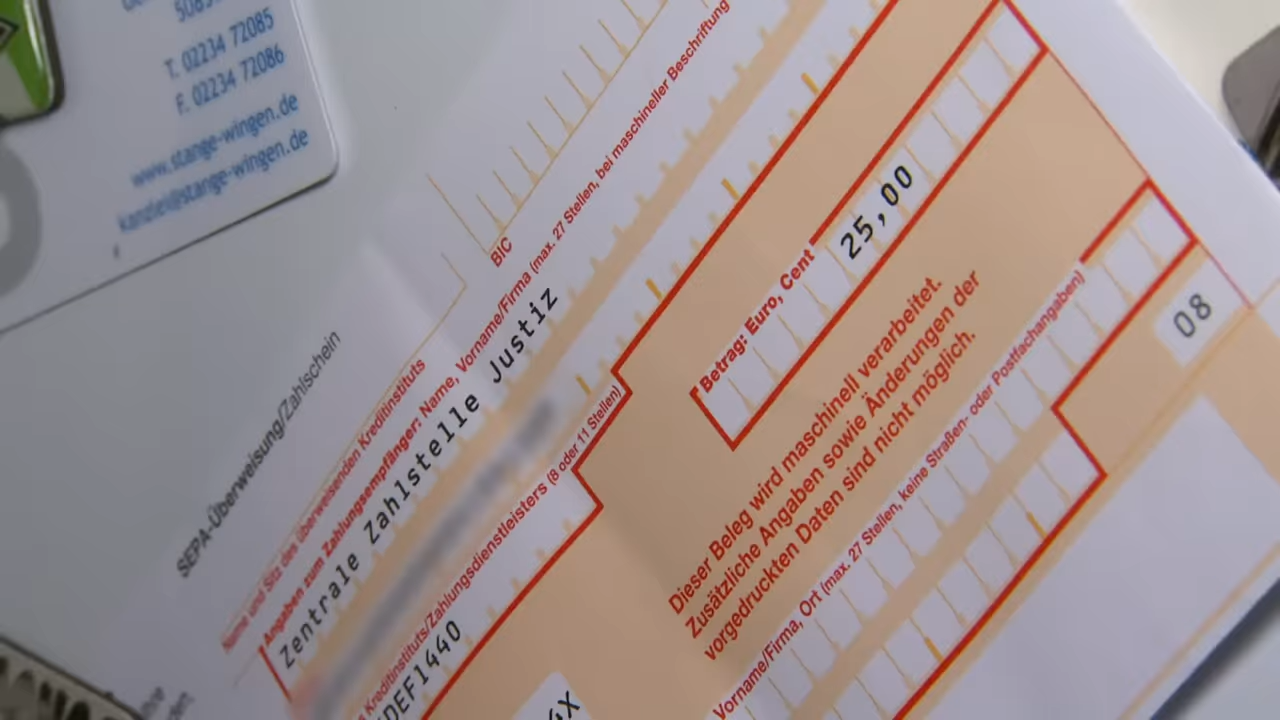 T. 02234 72085
F. 02234 72086
www.stange-wingen.de
kanzlei@stange-wingen.de
SEPA-Überweisung/Zahlschein
Name und Sitz des überweisenden Kreditinstituts
BIC
Angaben zum Zahlungsempfänger: Name, Vorname/Firma (max. 27 Stellen, bei maschineller Beschriftung
Zentrale Zahlstelle Justiz
Kreditinstituts/Zahlungsdienstleisters (8 oder 11 Stellen)
DEF1440
Betrag: Euro, Cent
25,00
4X
Dieser Beleg wird maschinell verarbeitet.
Zusätzliche Angaben sowie Änderungen der
vorgedruckten Daten sind nicht möglich.
Vorname/Firma, Ort (max. 27 Stellen, keine Straßen- oder Postfachangaben)
08